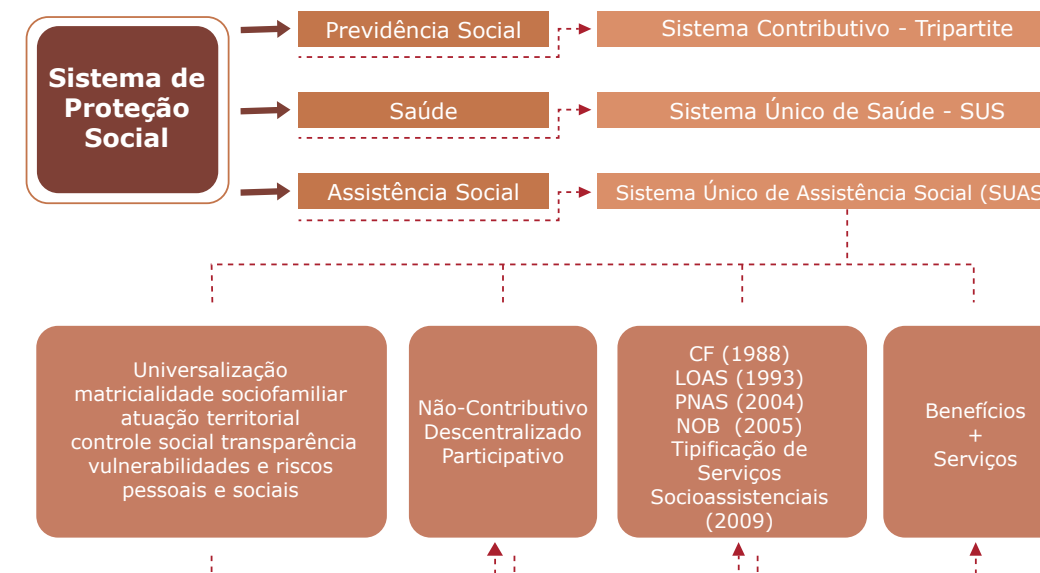 Sistema de
Proteção
Social
Previdência Social
Sistema Contributivo - Tripartite
Saúde
Sistema Único de Saúde - SUS
Assistência Social
Sistema Único de Assistência Social (SUAS
Universalização
matricialidade sociofamiliar
atuação territorial
controle social transparência
vulnerabilidades e riscos
pessoais e sociais
Não-Contributivo
Descentralizado
Participativo
CF (1988)
LOAS (1993)
PNAS (2004)
NOB (2005)
Tipificação de
Serviços
Socioassistenciais
(2009)
Benefícios
+
Serviços